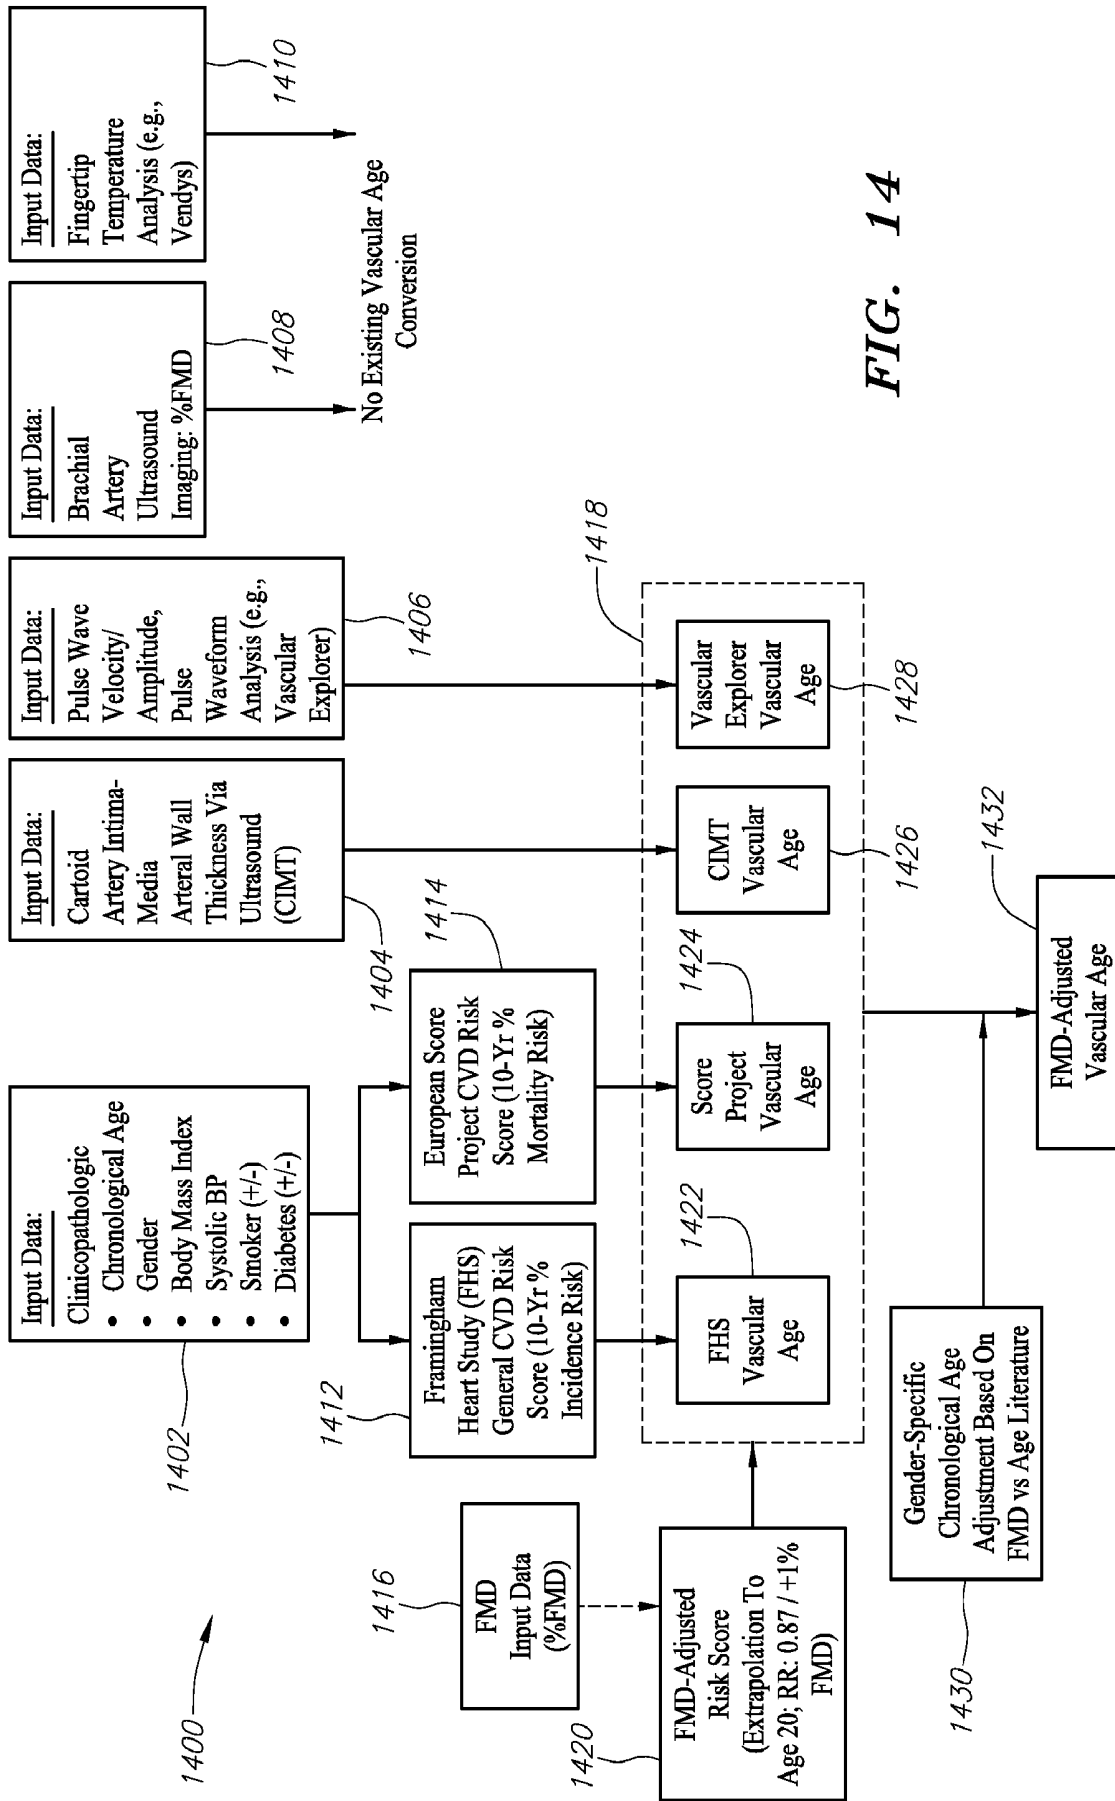 1400
Input Data:
Clinicopathologic
• Chronological Age
• Gender
• Body Mass Index
• Systolic BP
• Smoker (+/-)
• Diabetes (+/-)
1402
Input Data:
Cartoid
Artery Intima-
Media
Arteral Wall
Thickness Via
Ultrasound
(CIMT)
1404
Input Data:
Pulse Wave
Velocity/
Amplitude,
Pulse
Waveform
Analysis (e.g.,
Vascular
Explorer)
1406
Input Data:
Brachial
Artery
Ultrasound
Imaging: %FMD
1408
Input Data:
Fingertip
Temperature
Analysis (e.g.,
Vendys)
1410
No Existing Vascular Age
Conversion
Framingham
Heart Study (FHS)
General CVD Risk
Score (10-Yr %
Incidence Risk)
1412
European Score
Project CVD Risk
Score (10-Yr %
Mortality Risk)
1414
FMD
Input Data
(%FMD)
1416
1418
FMD-Adjusted
Risk Score
(Extrapolation To
Age 20; RR: 0.87 / +1%
FMD)
1420
FHS
Vascular
Age
1422
Score
Project
Vascular
Age
1424
CIMT
Vascular
Age
1426
Vascular
Explorer
Vascular
Age
1428
Gender-Specific
Chronological Age
Adjustment Based On
FMD vs Age Literature
1430
FMD-Adjusted
Vascular Age
1432
FIG. 14